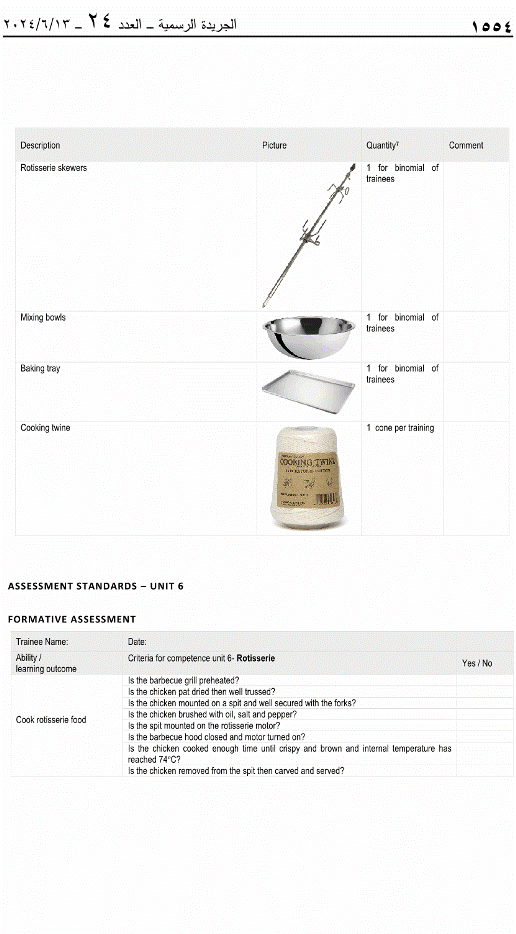 ١٥٥٤
الجريدة الرسمية – العدد ٢٤ – ٢٠٢٤/٦/١٣
Description Picture Quantity⁷ Comment
Rotisserie skewers 1 for binomial of
trainees
Mixing bowls 1 for binomial of
trainees
Baking tray 1 for binomial of
trainees
Cooking twine 1 cone per training
COOKING TWINE
ASSESSMENT STANDARDS – UNIT 6
FORMATIVE ASSESSMENT
Trainee Name: Date:
Ability /
learning outcome
Criteria for competence unit 6- Rotisserie
Yes / No
Cook rotisserie food
Is the barbecue grill preheated?
Is the chicken pat dried then well trussed?
Is the chicken mounted on a spit and well secured with the forks?
Is the chicken brushed with oil, salt and pepper?
Is the spit mounted on the rotisserie motor?
Is the barbecue hood closed and motor turned on?
Is the chicken cooked enough time until crispy and brown and internal temperature has
reached 74°C?
Is the chicken removed from the spit then carved and served?